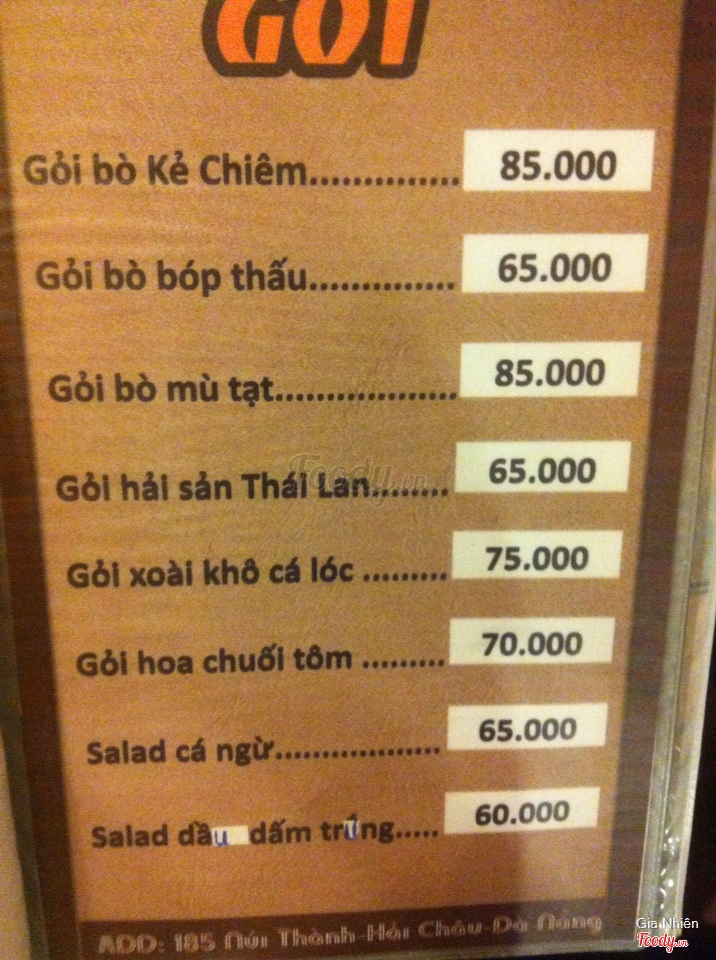 GỎI
Gỏi bò Kẻ Chiêm.............. 85.000
Gỏi bò bóp thấu.............. 65.000
Gỏi bò mù tạt................. 85.000
Gỏi hải sản Thái Lan......... 65.000
Gỏi xoài khô cá lóc ......... 75.000
Gỏi hoa chuối tôm ......... 70.000
Salad cá ngừ................... 65.000
Salad dầu dấm trứng..... 60.000
ADD: 185 Núi Thành-Hải Châu-Đà Nẵng
Foody.vn
Gia Nhiên
Foody.vn